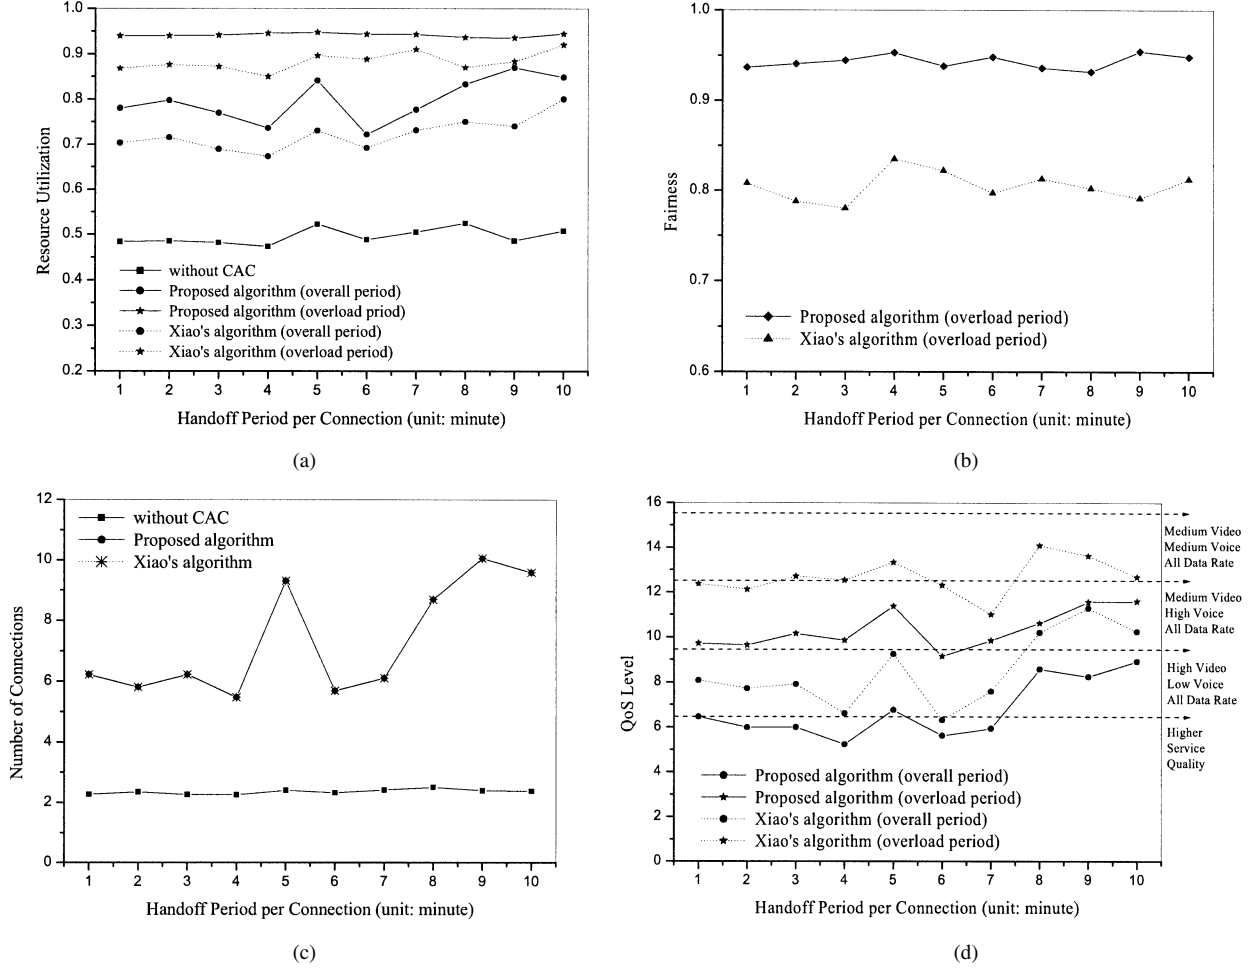 1.0
0.9
0.8
0.7
0.6
0.5
0.4
0.3
0.2
Resource Utilization
without CAC
Proposed algorithm (overall period)
Proposed algorithm (overload priod)
Xiao's algorithm (overall period)
Xiao's algorithm (overload period)
1 2 3 4 5 6 7 8 9 10
Handoff Period per Connection (unit: minute)
(a)
1.0
0.9
0.8
0.7
0.6
Fairness
Proposed algorithm (overload period)
Xiao's algorithm (overload period)
1 2 3 4 5 6 7 8 9 10
Handoff Period per Connection (unit: minute)
(b)
12
10
8
6
4
2
0
Number of Connections
without CAC
Proposed algorithm
Xiao's algorithm
1 2 3 4 5 6 7 8 9 10
Handoff Period per Connection (unit: minute)
(c)
16
14
12
10
8
6
4
2
0
QoS Level
Medium Video
Medium Voice
All Data Rate
Medium Video
High Voice
All Data Rate
High Video
Low Voice
All Data Rate
Higher
Service
Quality
Proposed algorithm (overall period)
Proposed algorithm (overload period)
Xiao's algorithm (overall period)
Xiao's algorithm (overload period)
1 2 3 4 5 6 7 8 9 10
Handoff Period per Connection (unit: minute)
(d)